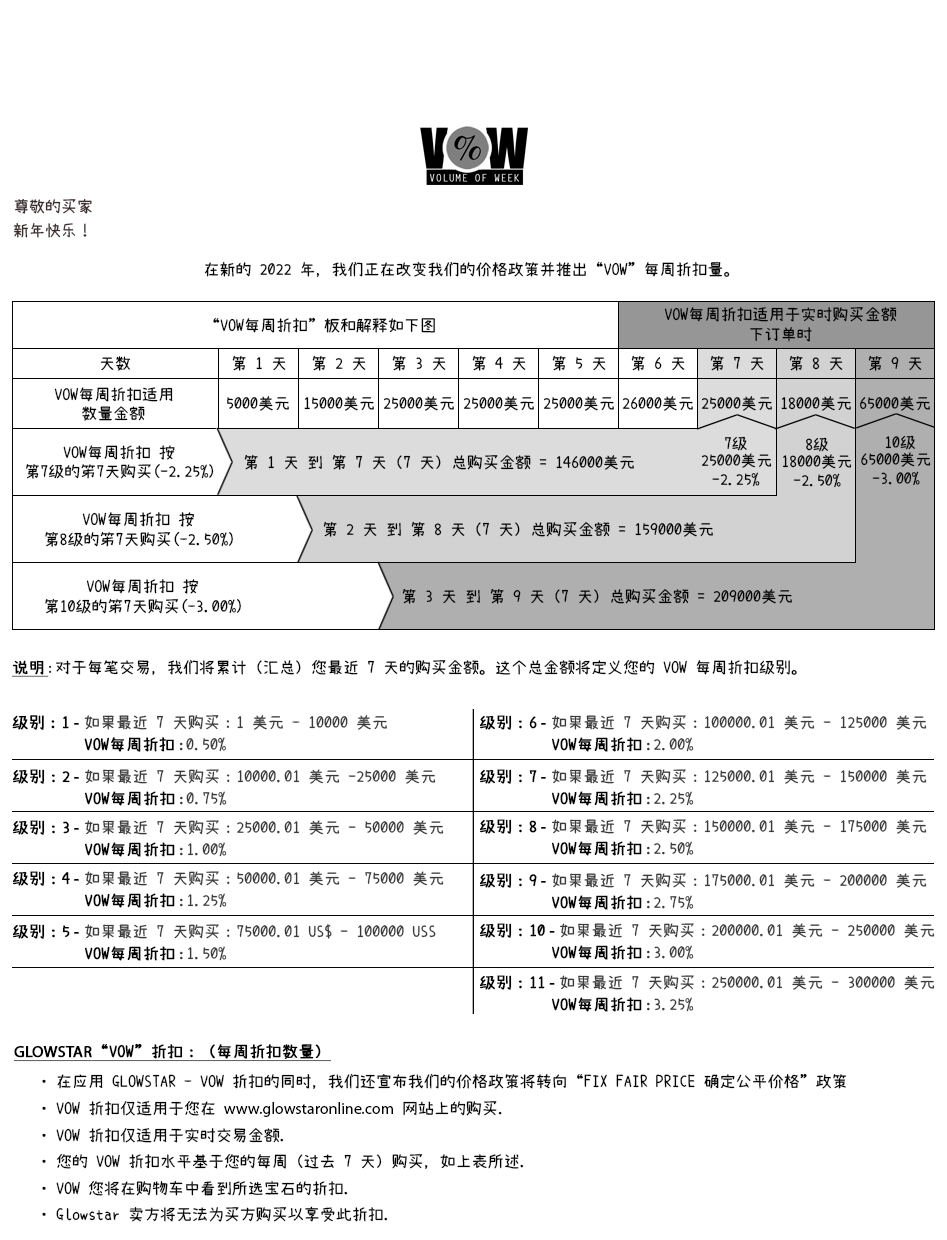 VOW %
VOLUME OF WEEK
尊敬的买家
新年快乐！
在新的 2022 年，我们正在改变我们的价格政策并推出“VOW”每周折扣量。
“VOW每周折扣”板和解释如下图
VOW每周折扣适用于实时购买金额
下订单时
天数 第 1 天 第 2 天 第 3 天 第 4 天 第 5 天 第 6 天 第 7 天 第 8 天 第 9 天
VOW每周折扣适用
数量金额
5000美元 15000美元 25000美元 25000美元 25000美元 26000美元 25000美元 18000美元 65000美元
VOW每周折扣 按
第7级的第7天购买(-2.25%)
第 1 天 到 第 7 天 (7 天) 总购买金额 = 146000美元
7级
25000美元
-2.25%
8级
18000美元
-2.50%
10级
65000美元
-3.00%
VOW每周折扣 按
第8级的第7天购买(-2.50%)
第 2 天 到 第 8 天 (7 天) 总购买金额 = 159000美元
VOW每周折扣 按
第10级的第7天购买(-3.00%)
第 3 天 到 第 9 天 (7 天) 总购买金额 = 209000美元
说明:对于每笔交易，我们将累计（汇总）您最近 7 天的购买金额。这个总金额将定义您的 VOW 每周折扣级别。
级别：1-如果最近 7 天购买：1 美元 - 10000 美元
VOW每周折扣:0.50%
级别：2-如果最近 7 天购买：10000.01 美元 -25000 美元
VOW每周折扣:0.75%
级别：3-如果最近 7 天购买：25000.01 美元 - 50000 美元
VOW每周折扣:1.00%
级别：4-如果最近 7 天购买：50000.01 美元 - 75000 美元
VOW每周折扣:1.25%
级别：5-如果最近 7 天购买：75000.01 US$ - 100000 USS
VOW每周折扣:1.50%
级别：6-如果最近 7 天购买：100000.01 美元 - 125000 美元
VOW每周折扣:2.00%
级别：7-如果最近 7 天购买：125000.01 美元 - 150000 美元
VOW每周折扣:2.25%
级别：8-如果最近 7 天购买：150000.01 美元 - 175000 美元
VOW每周折扣:2.50%
级别：9-如果最近 7 天购买：175000.01 美元 - 200000 美元
VOW每周折扣:2.75%
级别：10-如果最近 7 天购买：200000.01 美元 - 250000 美元
VOW每周折扣:3.00%
级别：11-如果最近 7 天购买：250000.01 美元 - 300000 美元
VOW每周折扣:3.25%
GLOWSTAR“VOW”折扣：（每周折扣数量）
· 在应用 GLOWSTAR - VOW 折扣的同时，我们还宣布我们的价格政策将转向“FIX FAIR PRICE 确定公平价格”政策
· VOW 折扣仅适用于您在 www.glowstaronline.com 网站上的购买.
· VOW 折扣仅适用于实时交易金额.
· 您的 VOW 折扣水平基于您的每周（过去 7 天）购买，如上表所述.
· VOW 您将在购物车中看到所选宝石的折扣.
· Glowstar 卖方将无法为买方购买以享受此折扣.